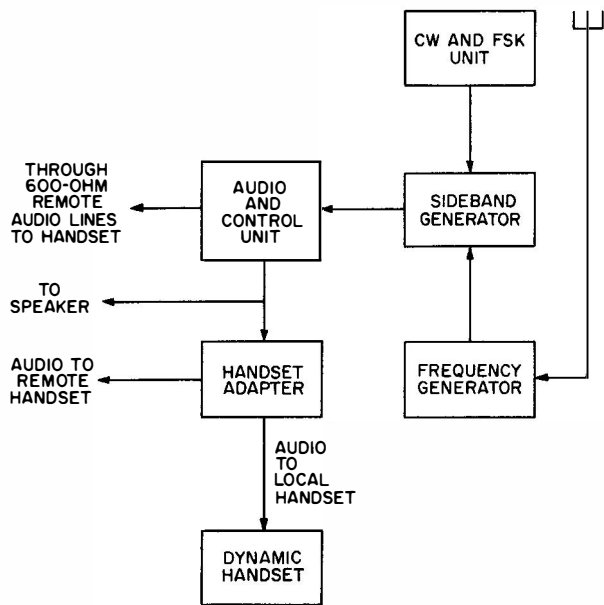 CW AND FSK
UNIT
THROUGH
600-OHM
REMOTE
AUDIO LINES
TO HANDSET
AUDIO
AND
CONTROL
UNIT
SIDEBAND
GENERATOR
TO
SPEAKER
AUDIO TO
REMOTE
HANDSET
HANDSET
ADAPTER
FREQUENCY
GENERATOR
AUDIO
TO
LOCAL
HANDSET
DYNAMIC
HANDSET